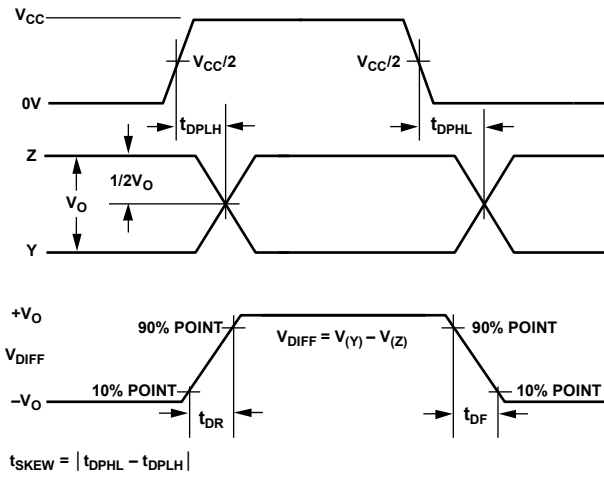 VCC
VCC/2
VCC/2
0V
tDPLH
tDPHL
Z
1/2VO
VO
Y
+VO
90% POINT
VDIFF = V(Y) – V(Z)
90% POINT
VDIFF
10% POINT
10% POINT
–VO
tDR
tDF
tSKEW = | tDPHL – tDPLH |